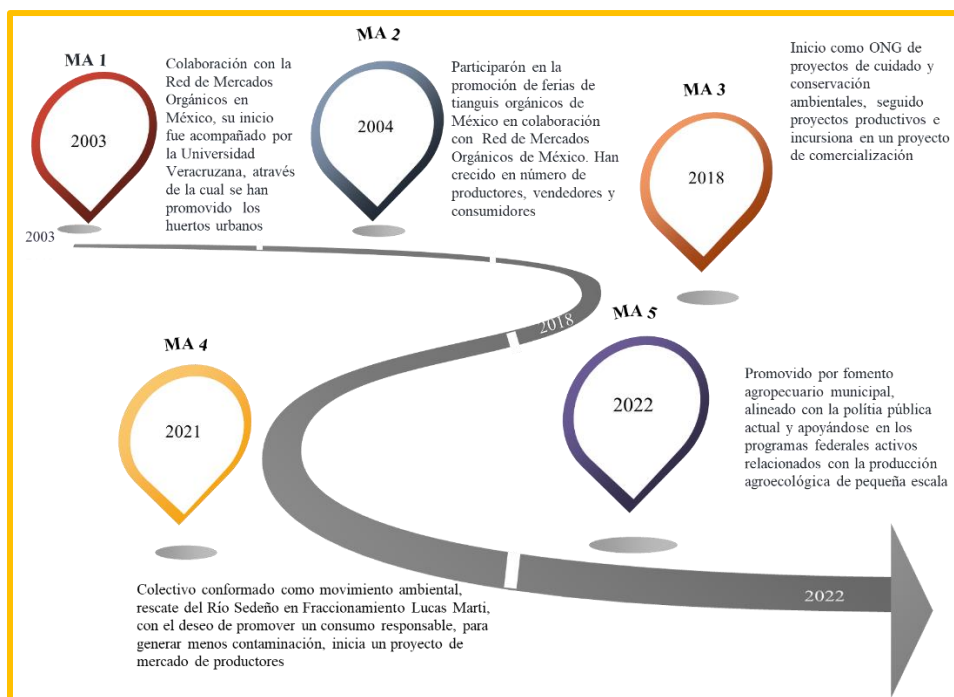 MA 1
2003
Colaboración con la
Red de Mercados
Orgánicos en
México, su inicio
fue acompañado por
la Universidad
Veracruzana, através
de la cual se han
promovido los
huertos urbanos
MA 2
2004
Participarón en la
promoción de ferias de
tianguis orgánicos de
México en colaboración
con Red de Mercados
Orgánicos de México. Han
crecido en número de
productores, vendedores y
consumidores
MA 3
2018
Inicio como ONG de
proyectos de cuidado y
conservación
ambientales, seguido
proyectos productivos e
incursiona en un proyecto
de comercialización
2003
2018
MA 4
2021
Colectivo conformado como movimiento ambiental,
rescate del Río Sedeño en Fraccionamiento Lucas Marti,
con el deseo de promover un consumo responsable, para
generar menos contaminación, inicia un proyecto de
mercado de productores
MA 5
2022
Promovido por fomento
agropecuario municipal,
alineado con la polítia pública
actual y apoyándose en los
programas federales activos
relacionados con la producción
agroecológica de pequeña escala
2022